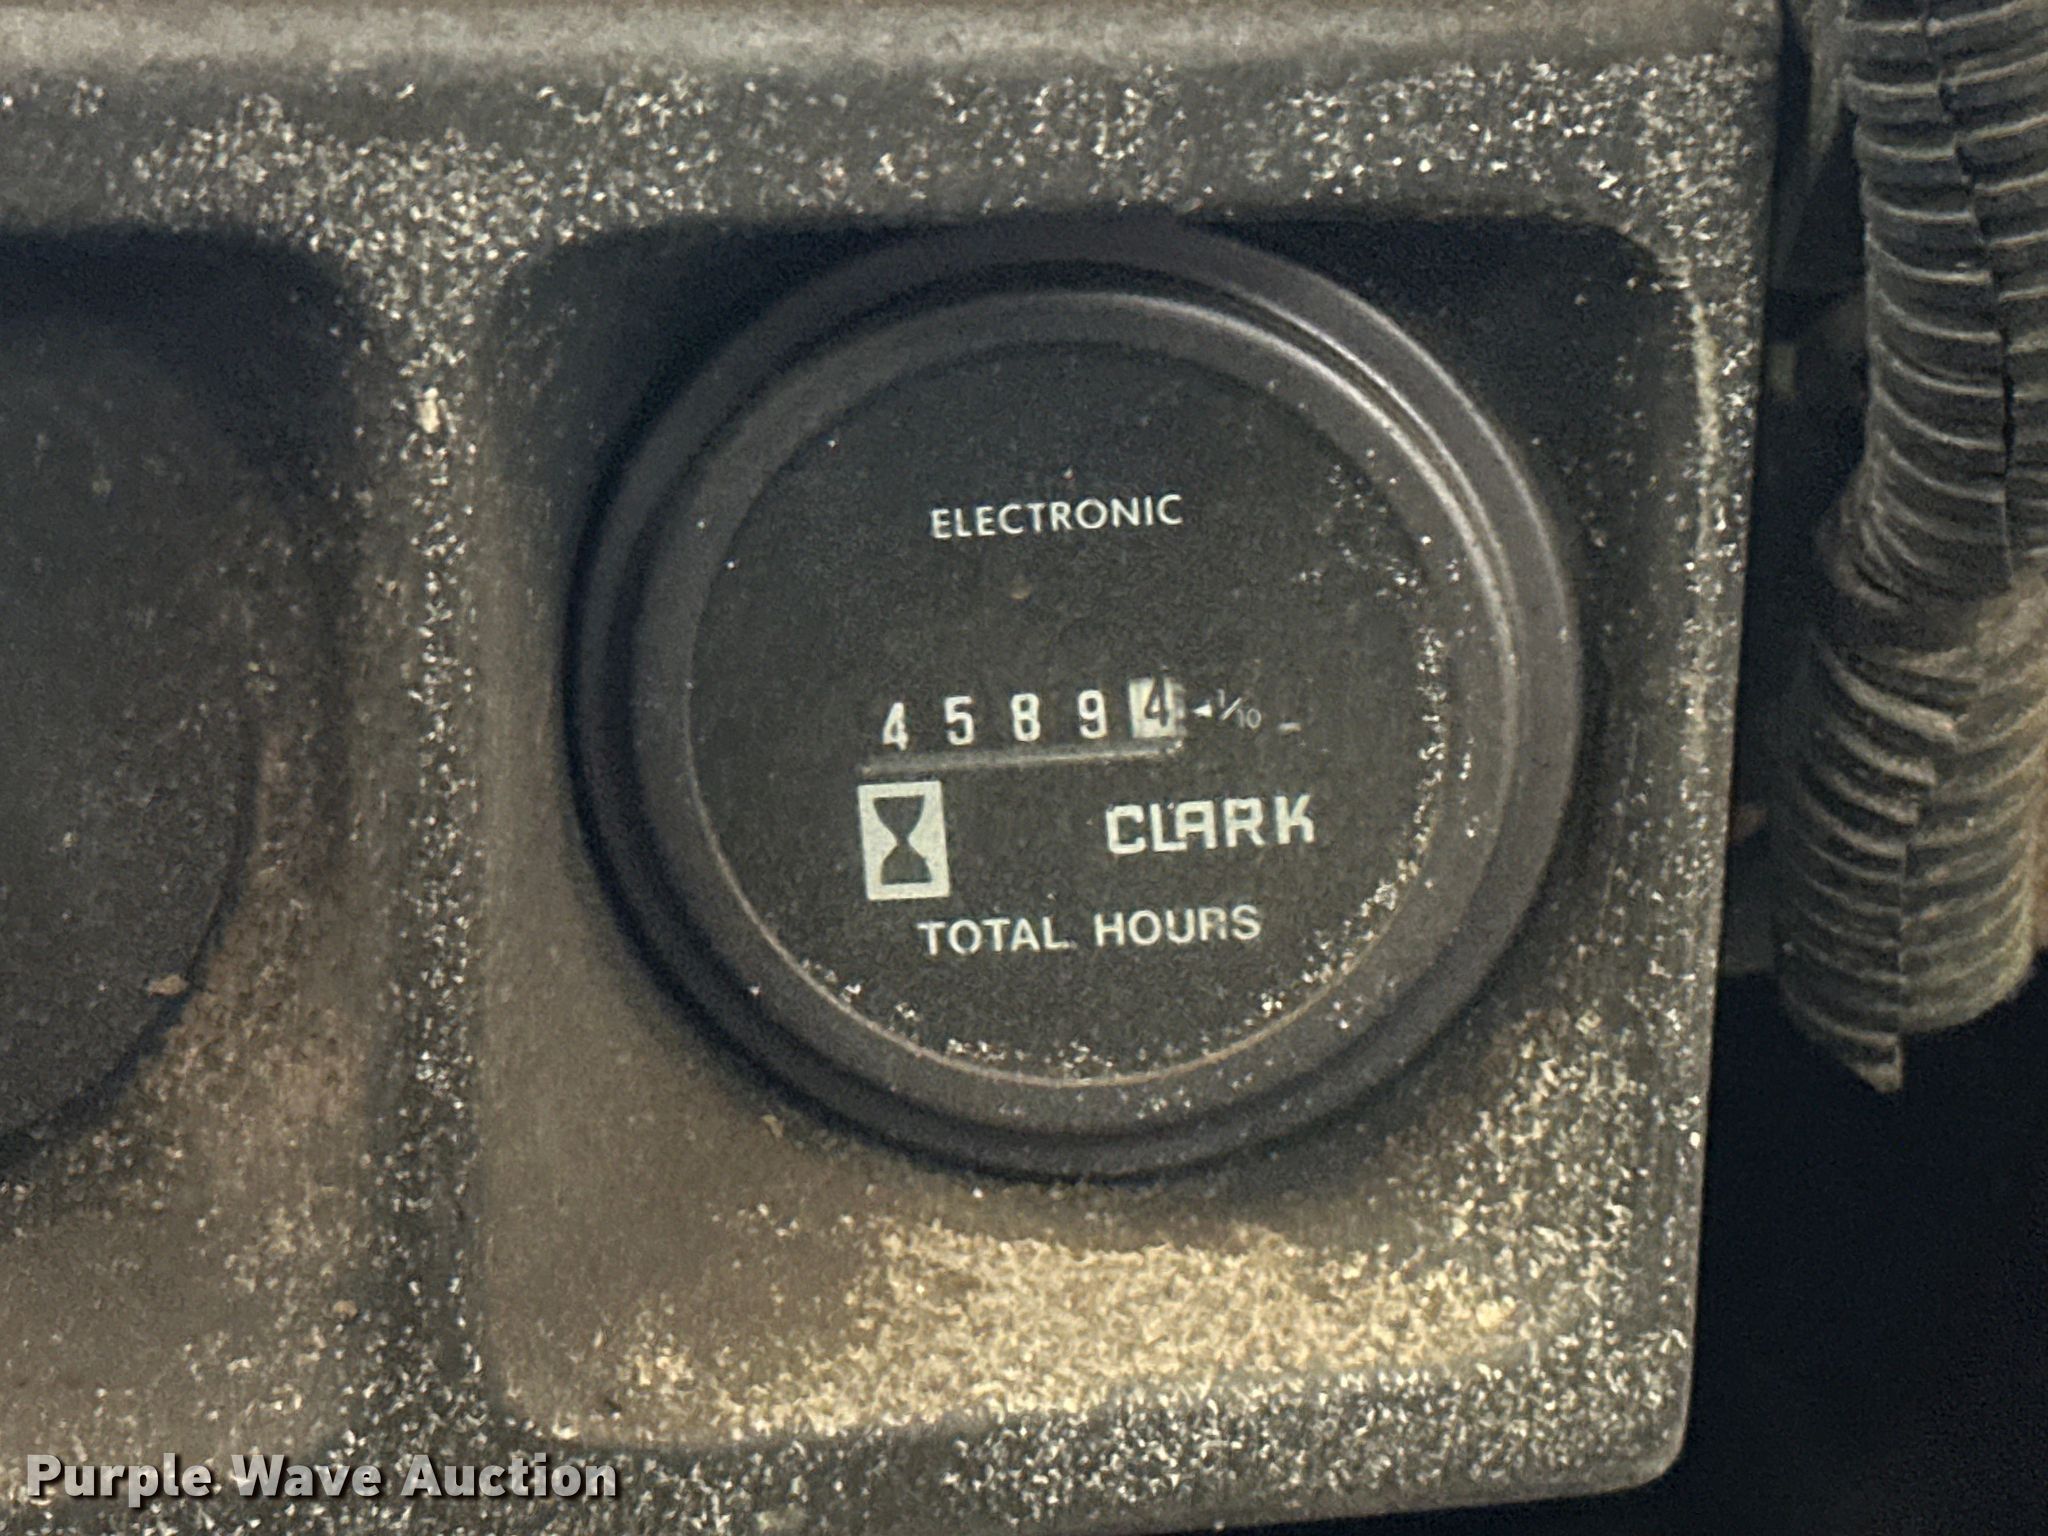 ELECTRONIC
4 5 8 9 4 ◄ 1/10
CLARK
TOTAL HOURS
Purple Wave Auction